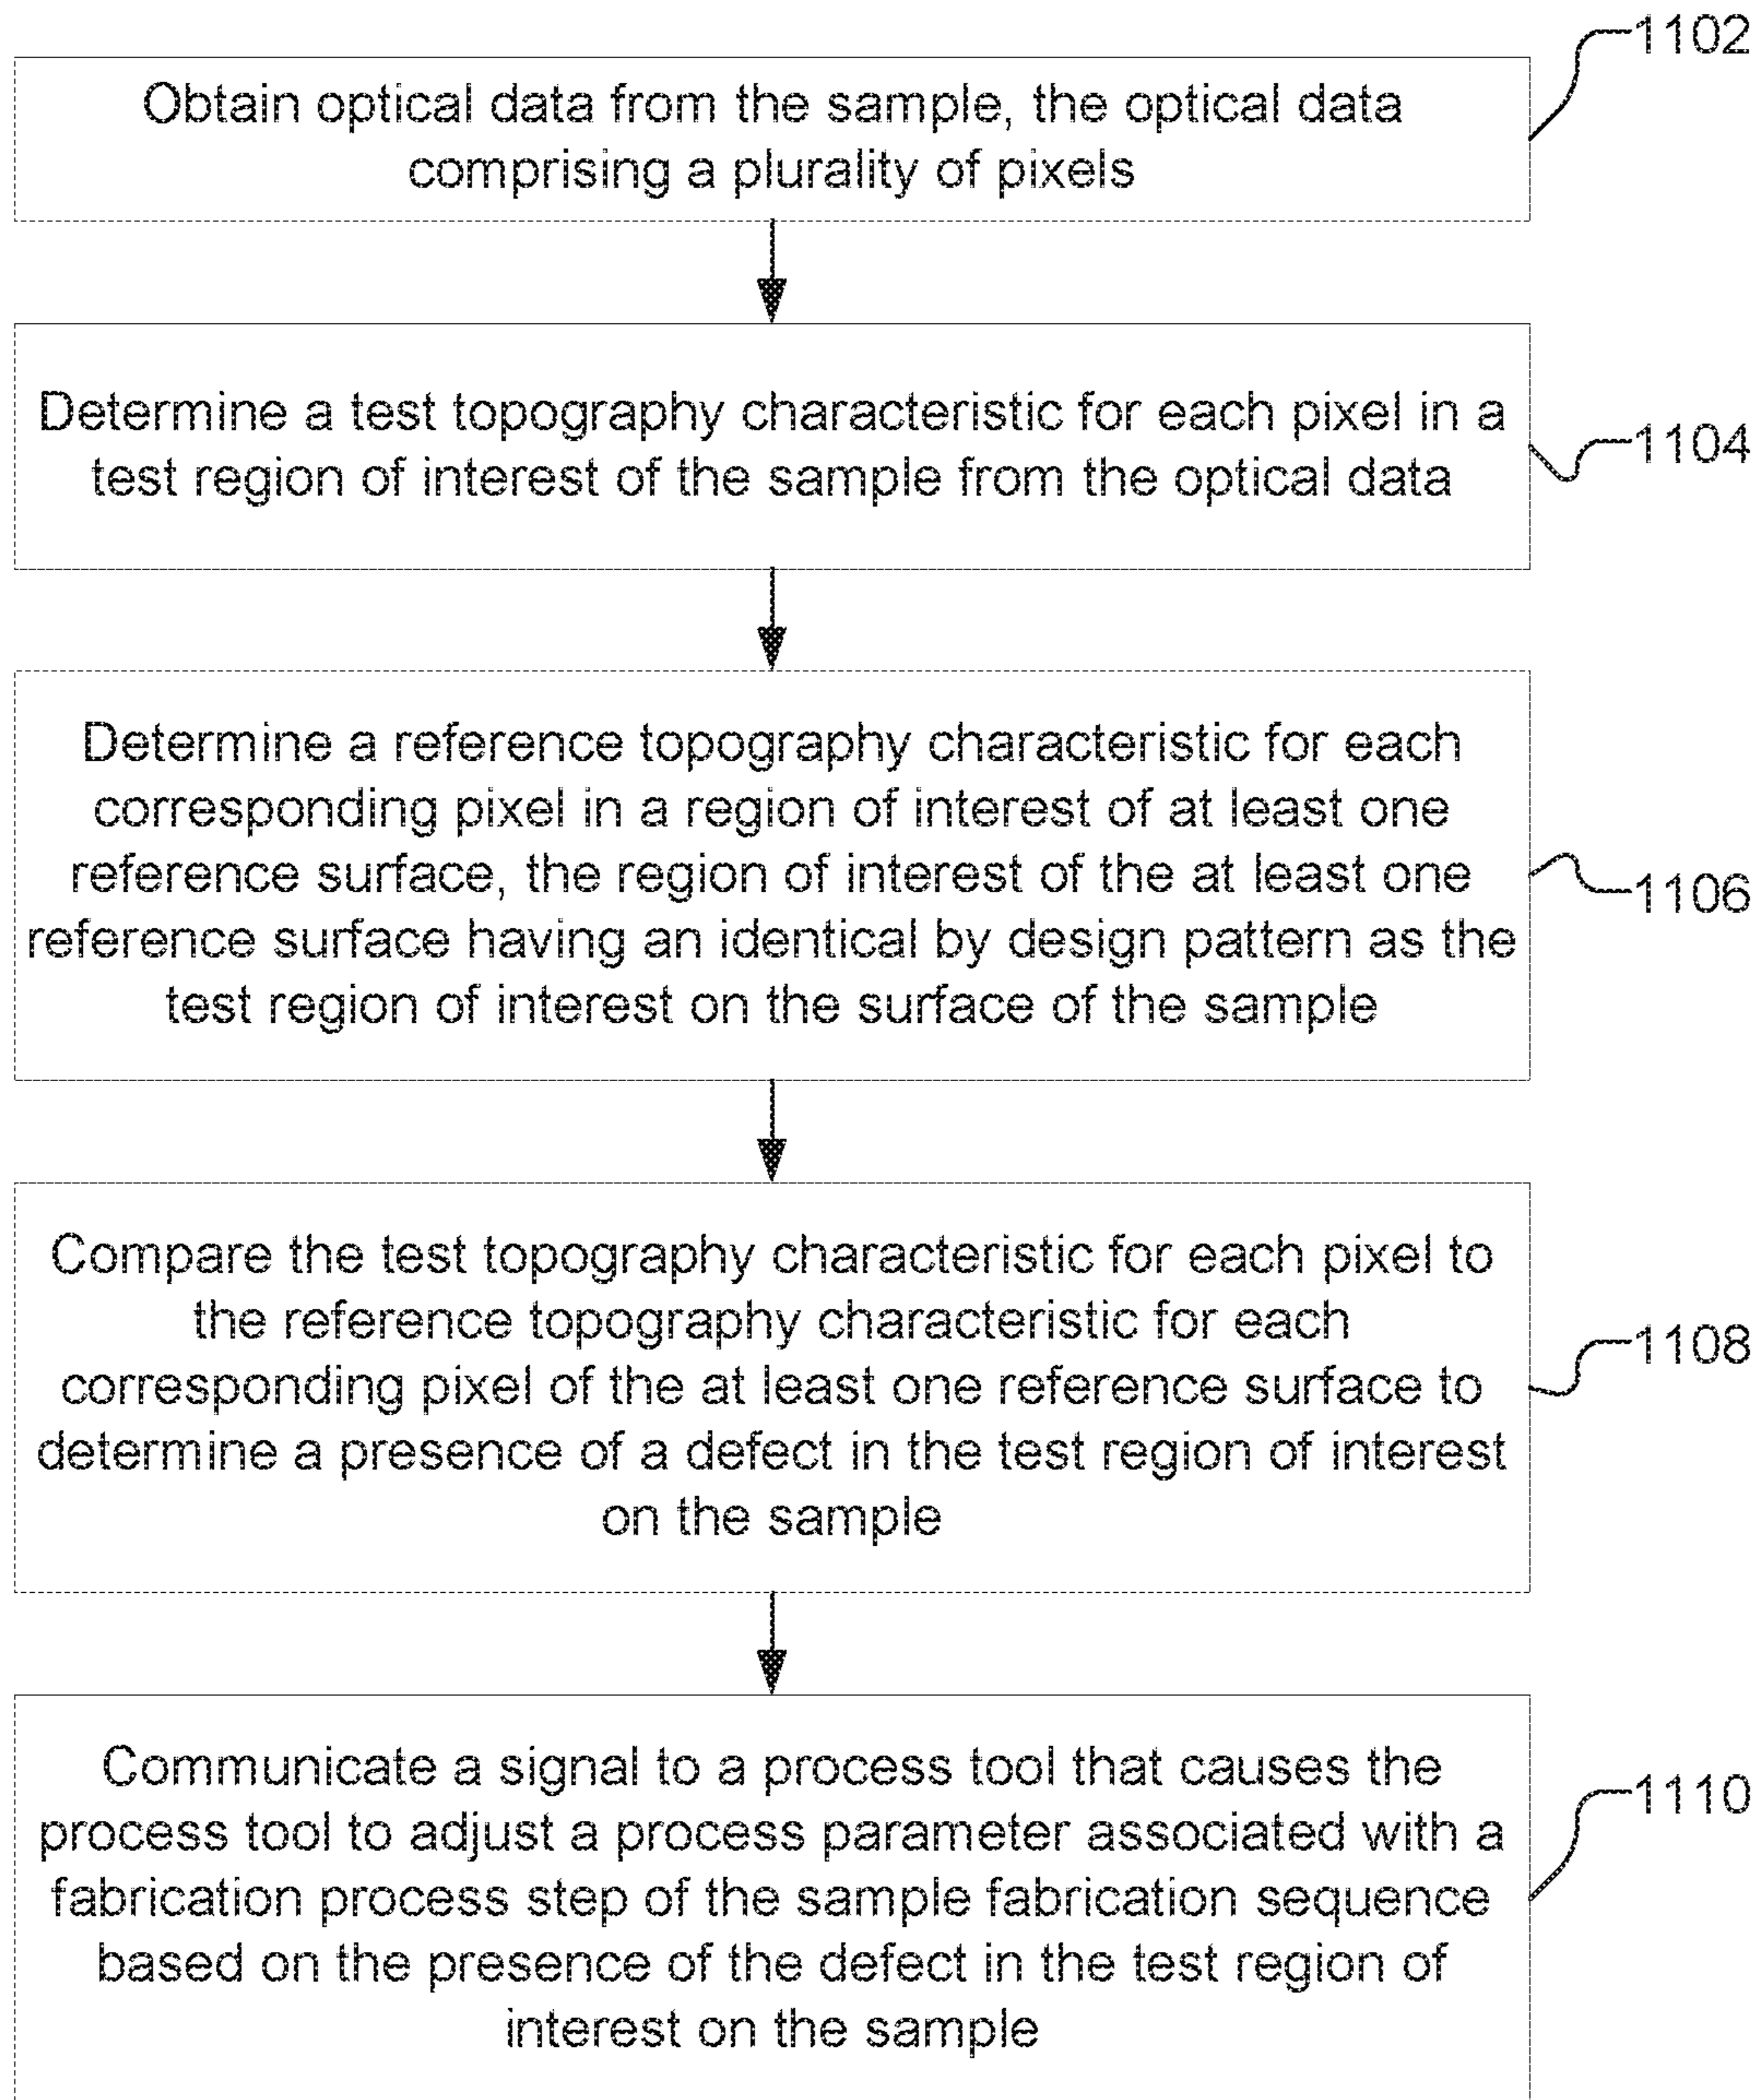 1102
Obtain optical data from the sample, the optical data
comprising a plurality of pixels
Determine a test topography characteristic for each pixel in a
test region of interest of the sample from the optical data
1104
Determine a reference topography characteristic for each
corresponding pixel in a region of interest of at least one
reference surface, the region of interest of the at least one
reference surface having an identical by design pattern as the
test region of interest on the surface of the sample
1106
Compare the test topography characteristic for each pixel to
the reference topography characteristic for each
corresponding pixel of the at least one reference surface to
determine a presence of a defect in the test region of interest
on the sample
1108
Communicate a signal to a process tool that causes the
process tool to adjust a process parameter associated with a
fabrication process step of the sample fabrication sequence
based on the presence of the defect in the test region of
interest on the sample
1110